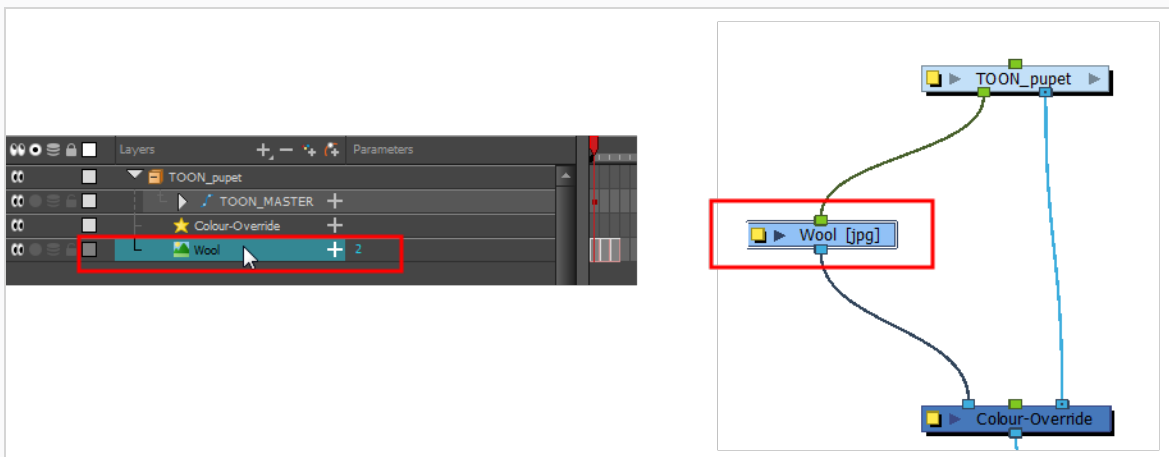 Layers Parameters
TOON_pupet
TOON_MASTER
Colour-Override
Wool 2
TOON_pupet
Wool [jpg]
Colour-Override